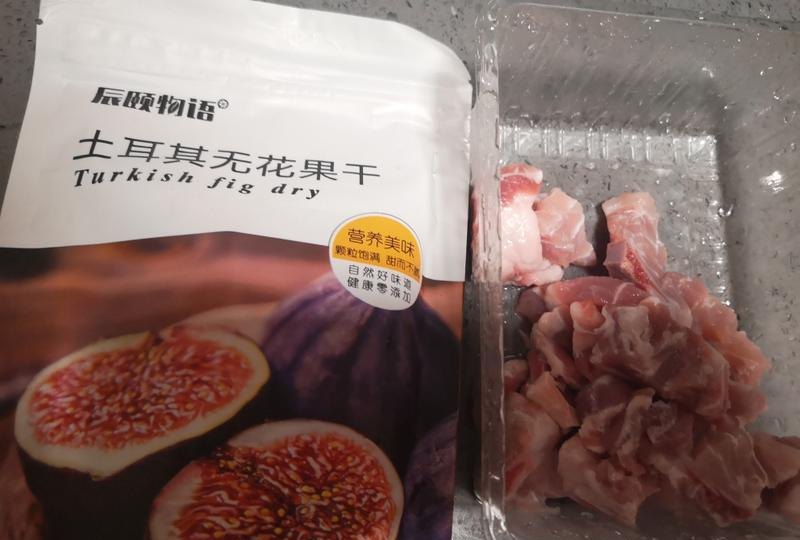 辰颐物语
土耳其无花果干
Turkish fig dry
营养美味
颗粒饱满 甜而不腻
自然好味道
健康零添加